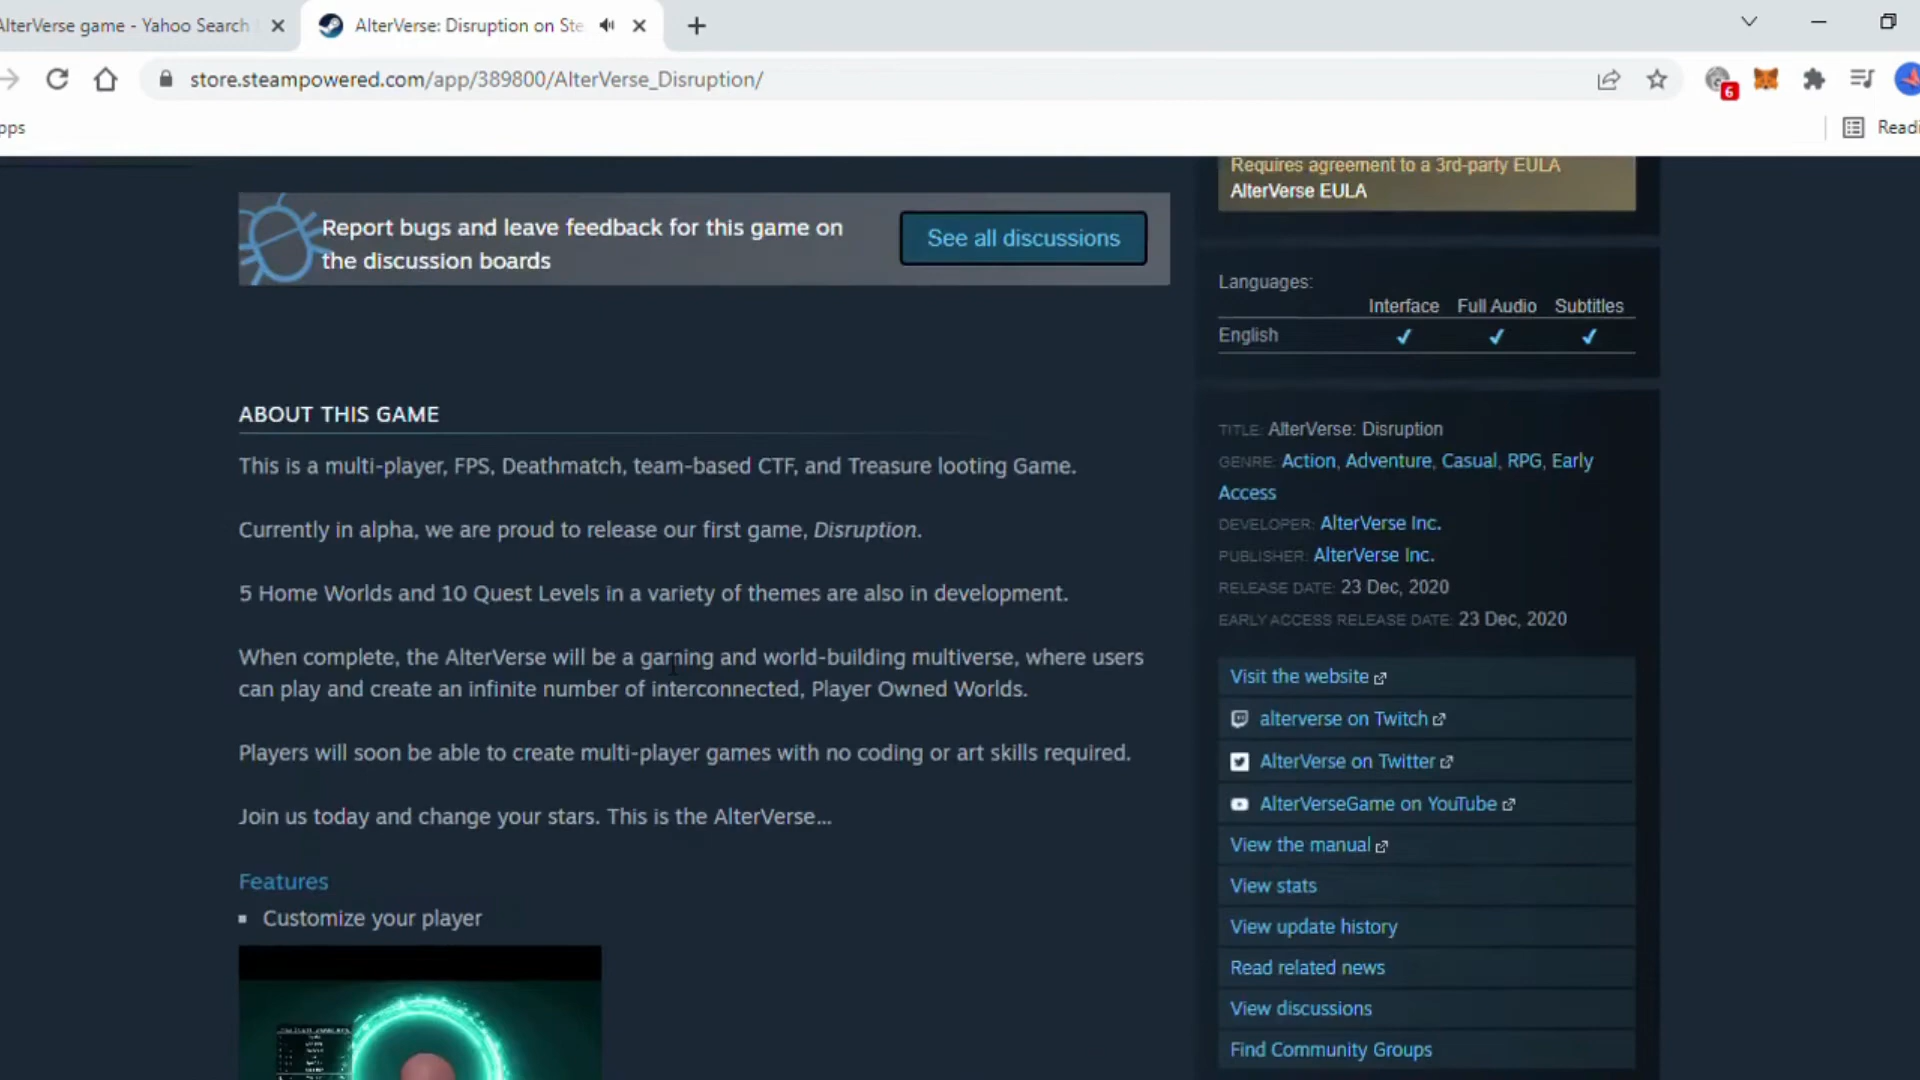 AlterVerse game - Yahoo Search
AlterVerse: Disruption on Ste
store.steampowered.com/app/389800/AlterVerse_Disruption/
6
pps
Readi
Requires agreement to a 3rd-party EULA
AlterVerse EULA
Report bugs and leave feedback for this game on
the discussion boards
See all discussions
Languages:
Interface Full Audio Subtitles
English ✔ ✔ ✔
ABOUT THIS GAME
This is a multi-player, FPS, Deathmatch, team-based CTF, and Treasure looting Game.
Currently in alpha, we are proud to release our first game, Disruption.
5 Home Worlds and 10 Quest Levels in a variety of themes are also in development.
When complete, the AlterVerse will be a gaming and world-building multiverse, where users
can play and create an infinite number of interconnected, Player Owned Worlds.
Players will soon be able to create multi-player games with no coding or art skills required.
Join us today and change your stars. This is the AlterVerse...
Features
▪ Customize your player
TITLE: AlterVerse: Disruption
GENRE: Action, Adventure, Casual, RPG, Early
Access
DEVELOPER: AlterVerse Inc.
PUBLISHER: AlterVerse Inc.
RELEASE DATE: 23 Dec, 2020
EARLY ACCESS RELEASE DATE: 23 Dec, 2020
Visit the website
alterverse on Twitch
AlterVerse on Twitter
AlterVerseGame on YouTube
View the manual
View stats
View update history
Read related news
View discussions
Find Community Groups